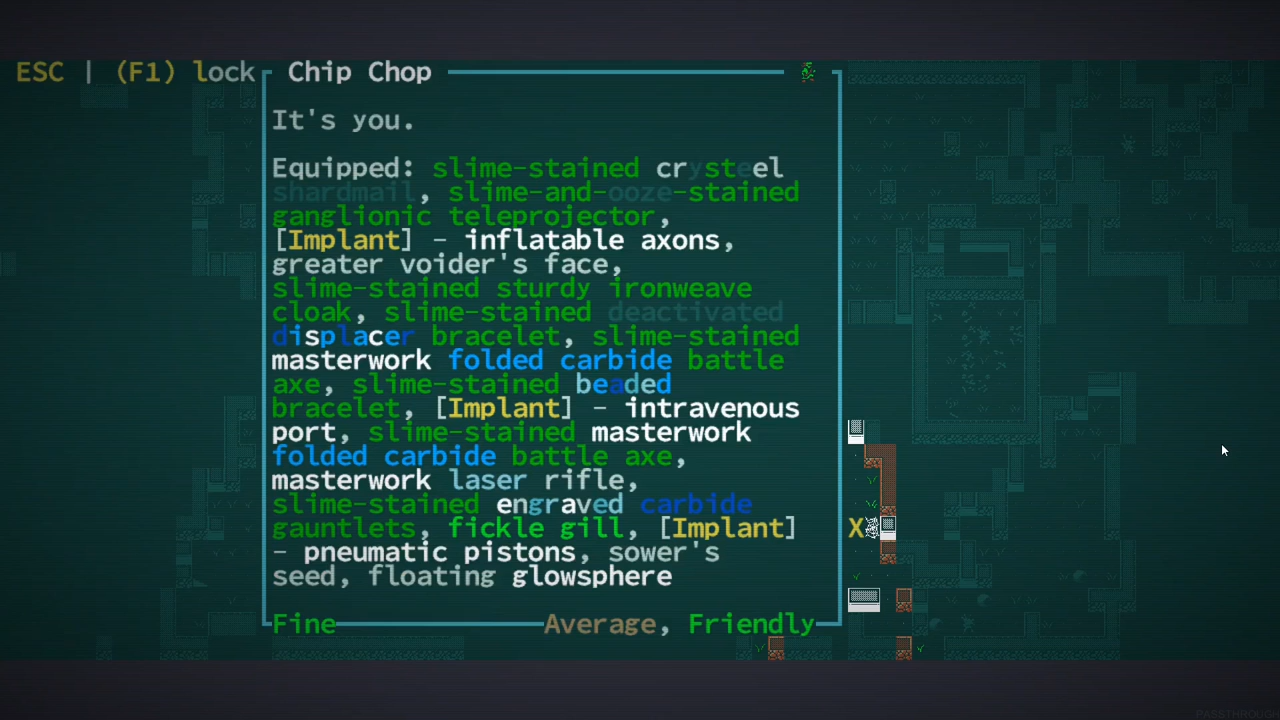 ESC | (F1) lock
Chip Chop
It's you.
Equipped: slime-stained crysteel
shardmail, slime-and-ooze-stained
ganglionic teleprojector,
[Implant] - inflatable axons,
greater voider's face,
slime-stained sturdy ironweave
cloak, slime-stained deactivated
displacer bracelet, slime-stained
masterwork folded carbide battle
axe, slime-stained beaded
bracelet, [Implant] - intravenous
port, slime-stained masterwork
folded carbide battle axe,
masterwork laser rifle,
slime-stained engraved carbide
gauntlets, fickle gill, [Implant]
- pneumatic pistons, sower's
seed, floating glowsphere
Fine
Average, Friendly
X